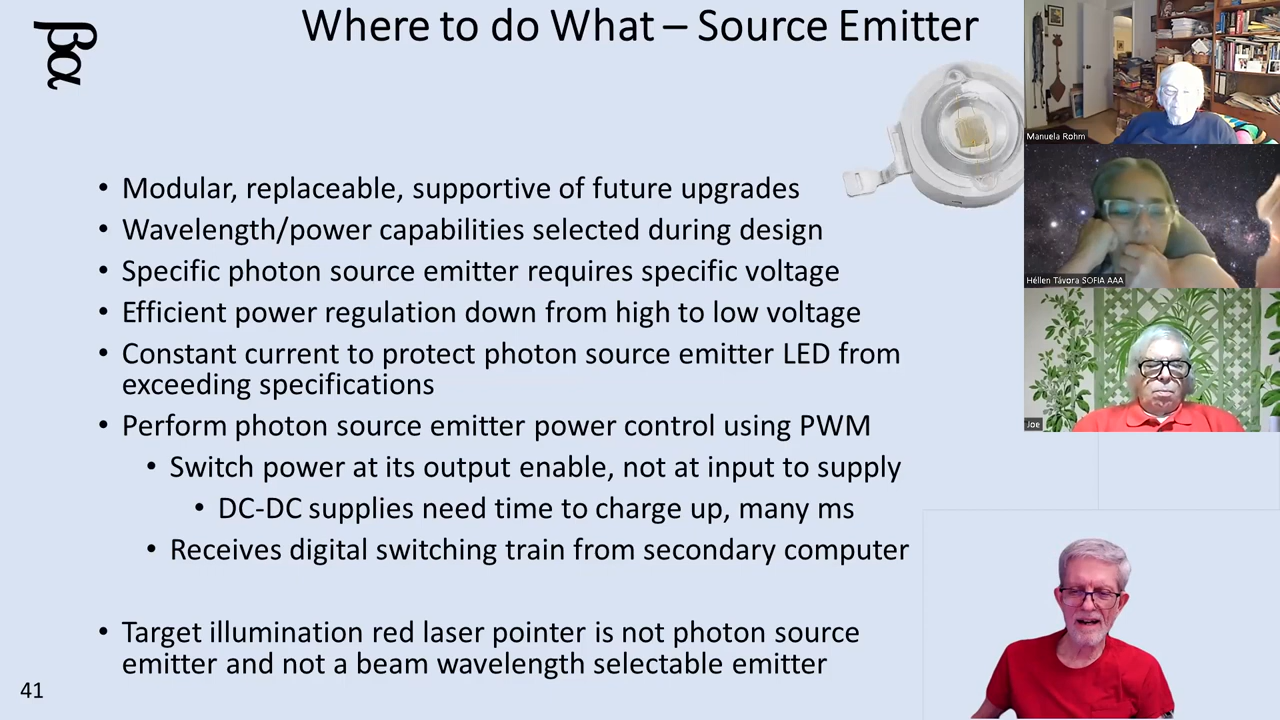 Where to do What – Source Emitter
βα
• Modular, replaceable, supportive of future upgrades
• Wavelength/power capabilities selected during design
• Specific photon source emitter requires specific voltage
• Efficient power regulation down from high to low voltage
• Constant current to protect photon source emitter LED from
exceeding specifications
• Perform photon source emitter power control using PWM
• Switch power at its output enable, not at input to supply
• DC-DC supplies need time to charge up, many ms
• Receives digital switching train from secondary computer
• Target illumination red laser pointer is not photon source
emitter and not a beam wavelength selectable emitter
41
Manuela Rohm
Héllen Távora SOFIA AAA
Joe